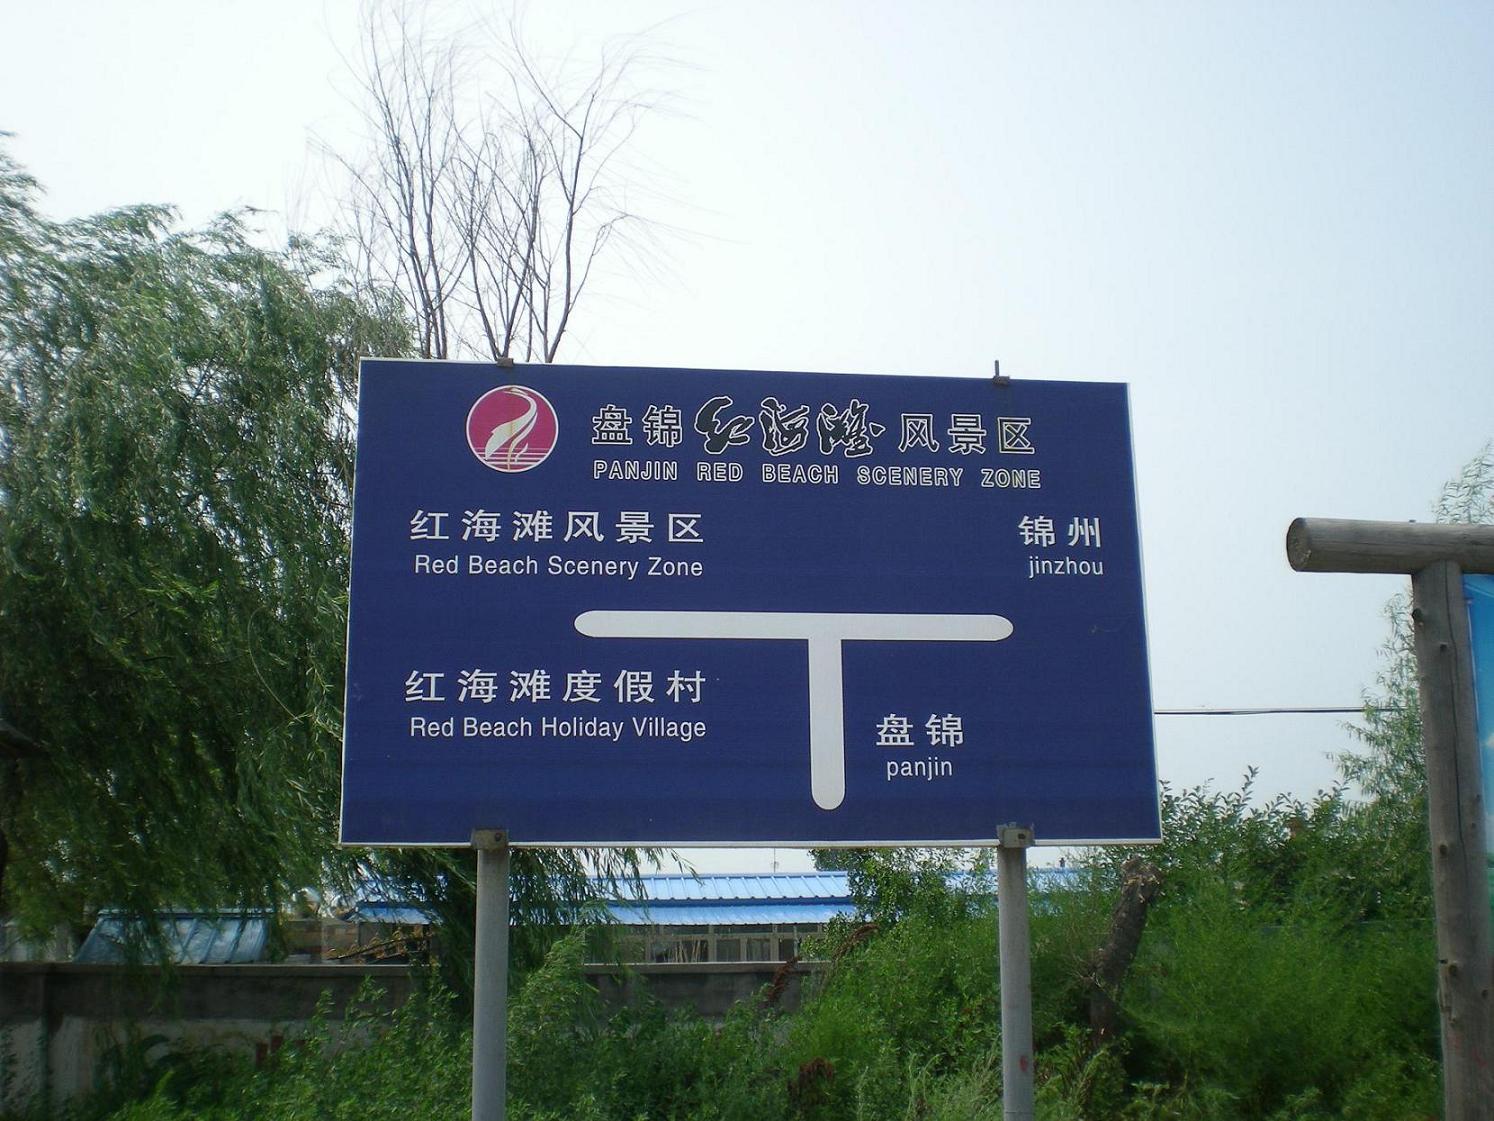 盘锦红海滩风景区
PANJIN RED BEACH SCENERY ZONE
红海滩风景区
Red Beach Scenery Zone
锦州
jinzhou
红海滩度假村
Red Beach Holiday Village
盘锦
panjin